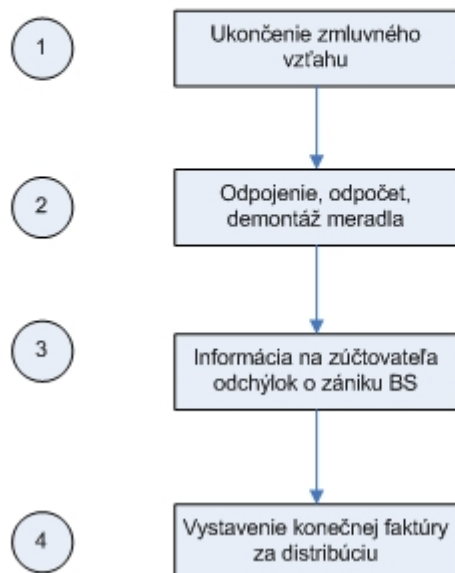 1
Ukončenie zmluvného
vzťahu
2
Odpojenie, odpočet,
demontáž meradla
3
Informácia na zúčtovateľa
odchýlok o zániku BS
4
Vystavenie konečnej faktúry
za distribúciu